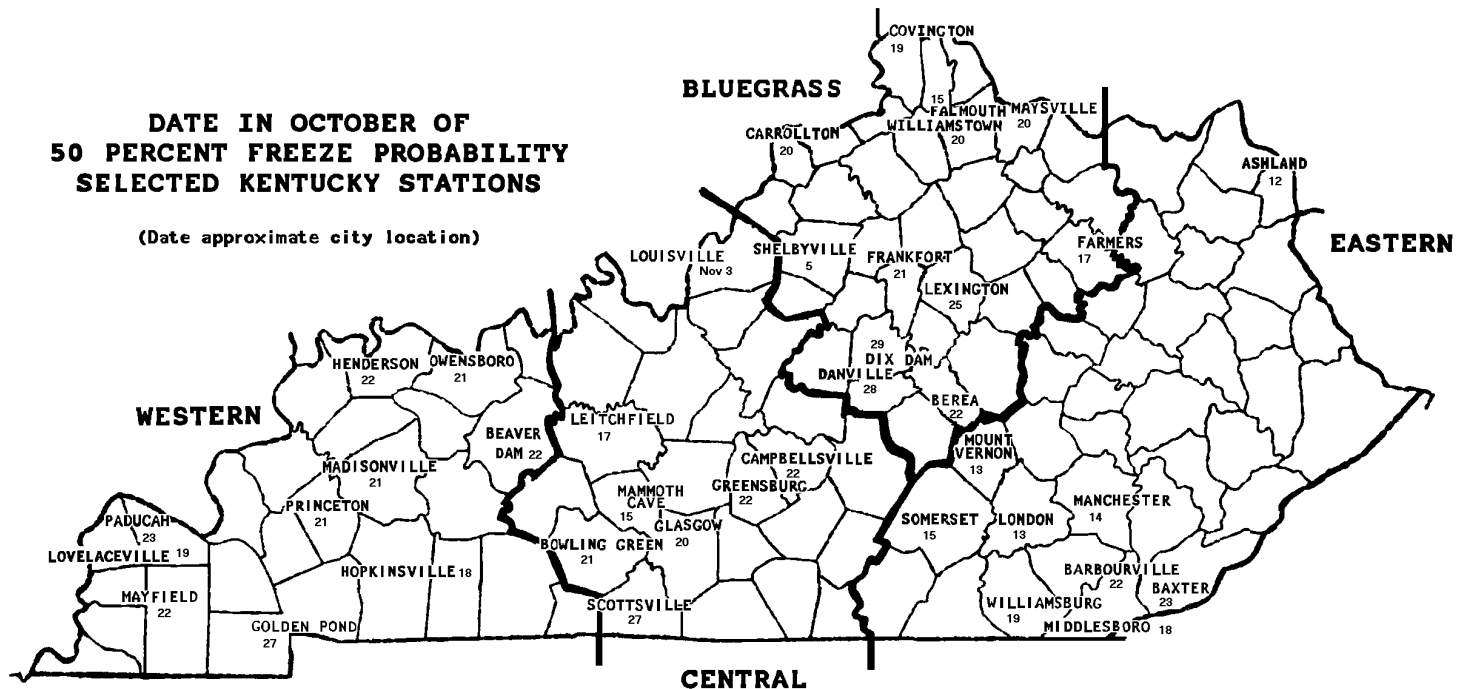 DATE IN OCTOBER OF
50 PERCENT FREEZE PROBABILITY
SELECTED KENTUCKY STATIONS
(Date approximate city location)
BLUEGRASS
COVINGTON
19
15
FALMOUTH
MAYSVILLE
20
WILLIAMSTOWN
20
CARROLLTON
20
ASHLAND
12
EASTERN
LOUISVILLE
Nov 3
SHELBYVILLE
5
FRANKFORT
21
FARMERS
17
LEXINGTON
25
29
DIX DAM
DANVILLE
28
BEREA
22
HENDERSON
22
OWENSBORO
21
WESTERN
BEAVER
DAM 22
LEITCHFIELD
17
MOUNT
VERNON
13
CAMPBELLSVILLE
22
GREENSBURG
22
MADISONVILLE
21
PRINCETON
21
MAMMOTH
CAVE
15
GLASGOW
20
SOMERSET
15
LONDON
13
MANCHESTER
14
PADUCAH
23
LOVELACEVILLE 19
BOWLING GREEN
21
HOPKINSVILLE 18
BARBOURVILLE
22
BAXTER
23
MAYFIELD
22
SCOTTSVILLE
27
WILLIAMSBURG
19
GOLDEN POND
27
MIDDLESBORO 18
CENTRAL